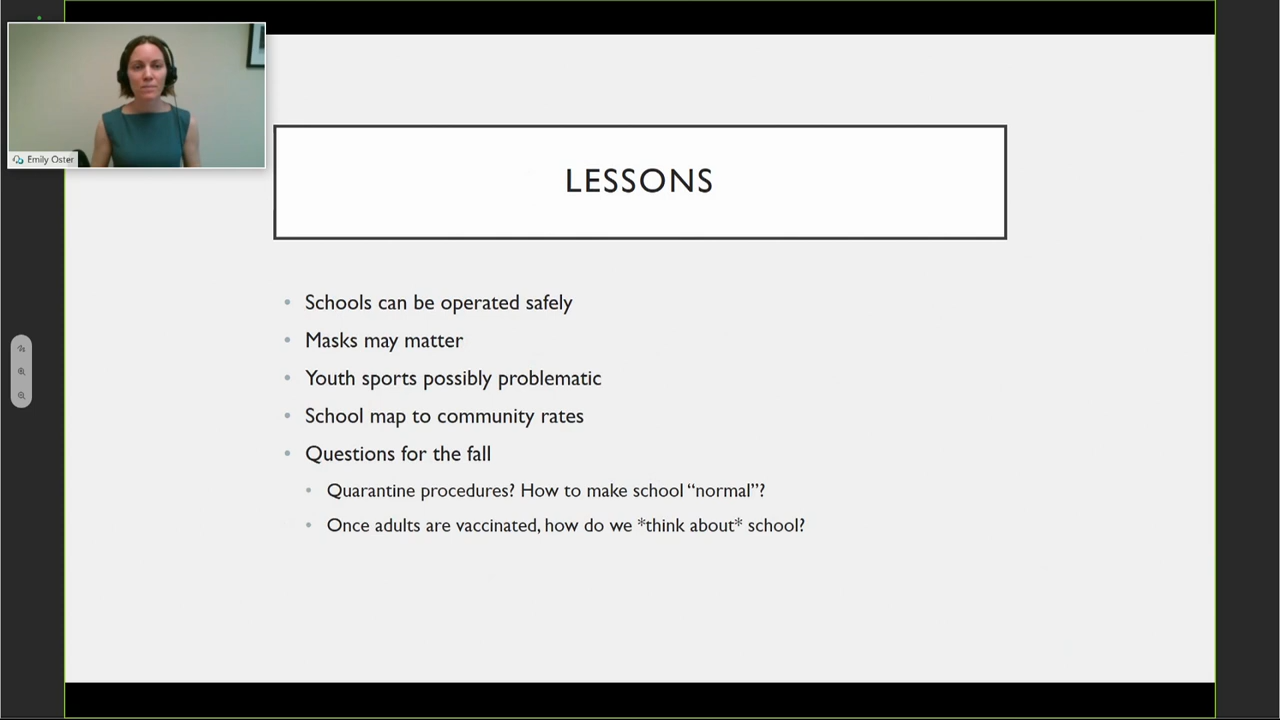 Emily Oster
LESSONS
Schools can be operated safely
Masks may matter
Youth sports possibly problematic
School map to community rates
Questions for the fall
Quarantine procedures? How to make school “normal”?
Once adults are vaccinated, how do we *think about* school?